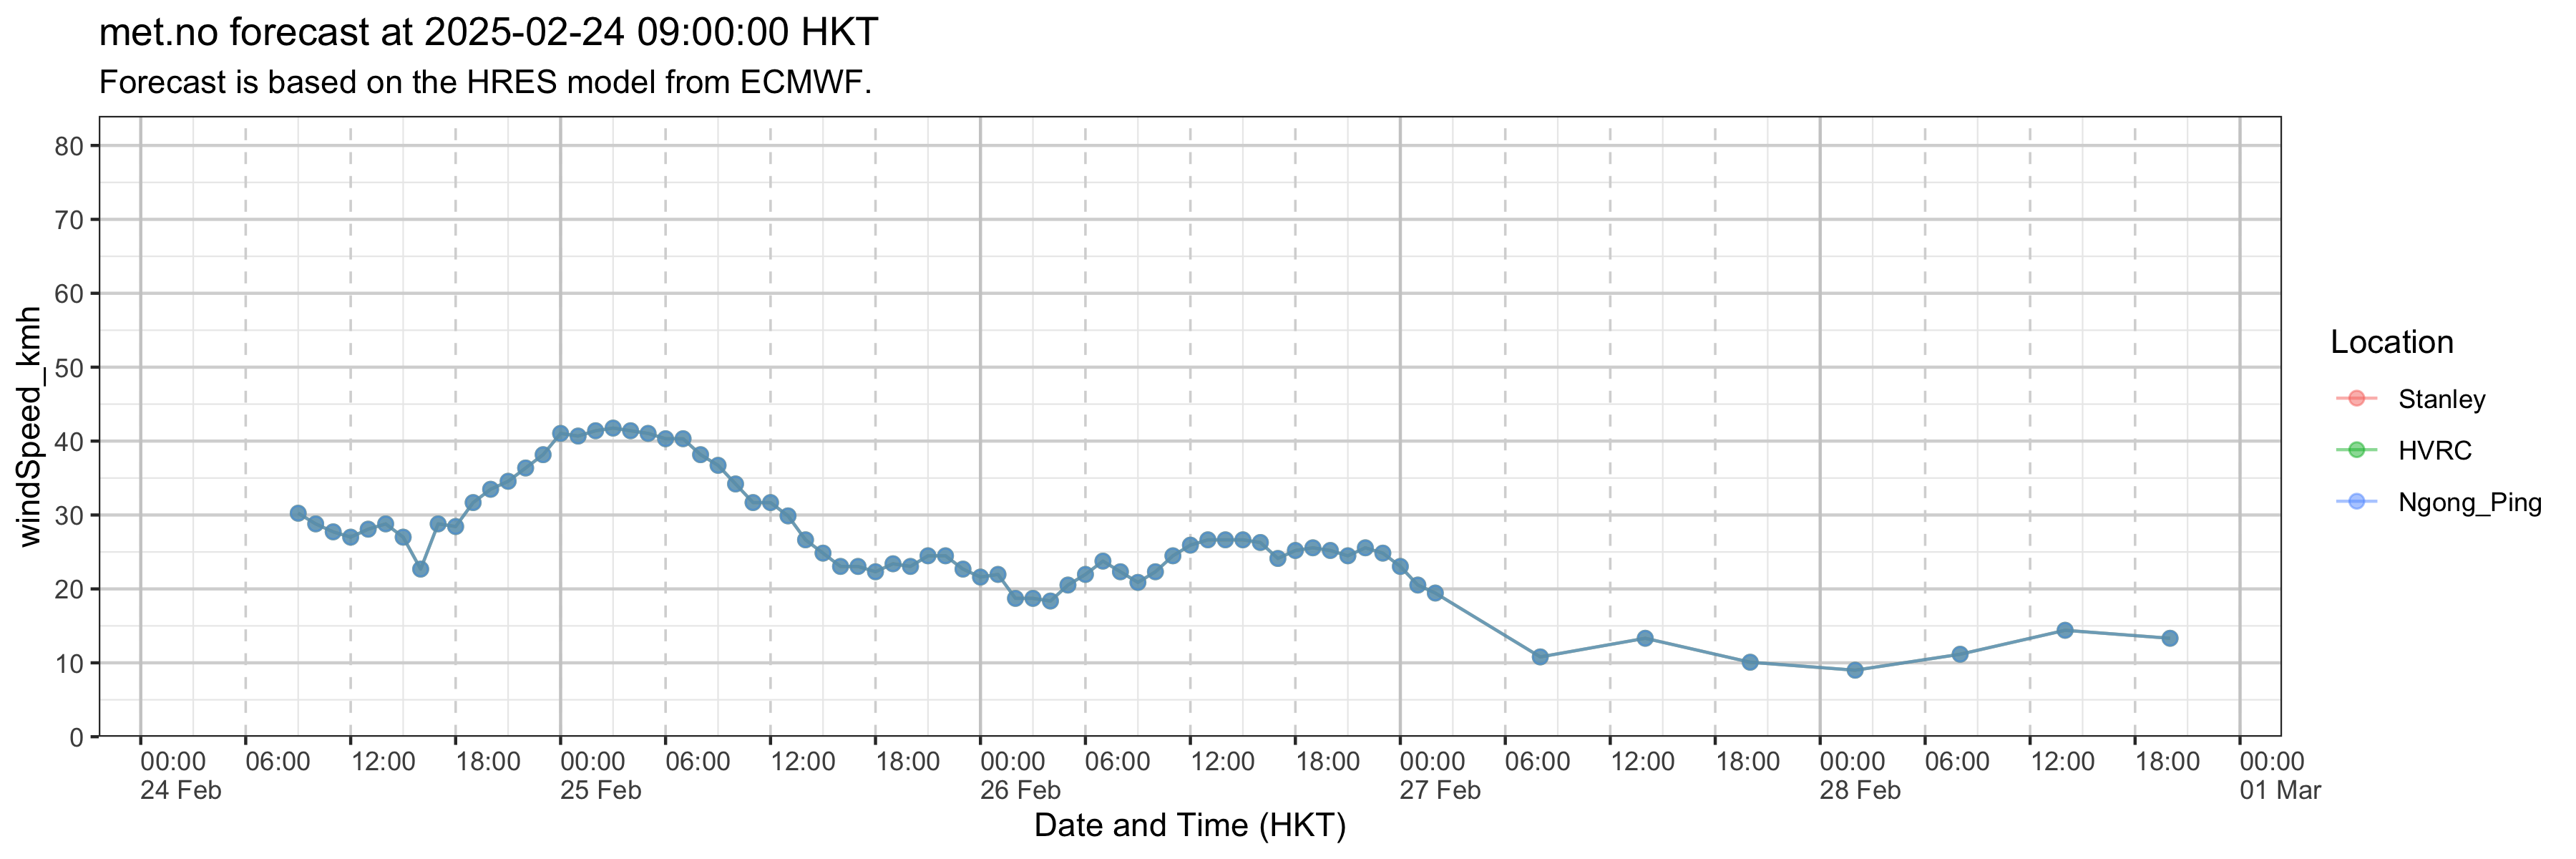 met.no forecast at 2025-02-24 09:00:00 HKT
Forecast is based on the HRES model from ECMWF.
windSpeed_kmh
80
70
60
50
40
30
20
10
0
00:00 06:00 12:00 18:00 00:00 06:00 12:00 18:00 00:00 06:00 12:00 18:00 00:00 06:00 12:00 18:00 00:00 06:00 12:00 18:00 00:00
24 Feb 25 Feb 26 Feb 27 Feb 28 Feb 01 Mar
Date and Time (HKT)
Location
Stanley
HVRC
Ngong_Ping